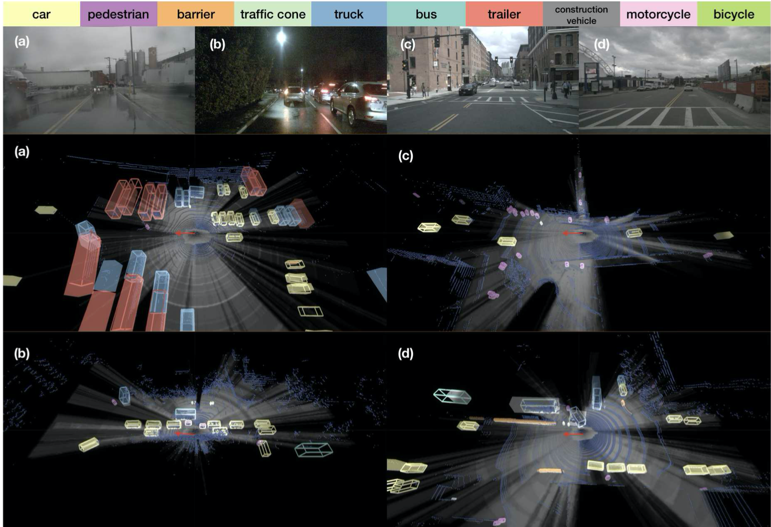 car pedestrian barrier traffic cone truck bus trailer construction vehicle motorcycle bicycle
(a) (b) (c) (d)
(a) (c)
(b) (d)